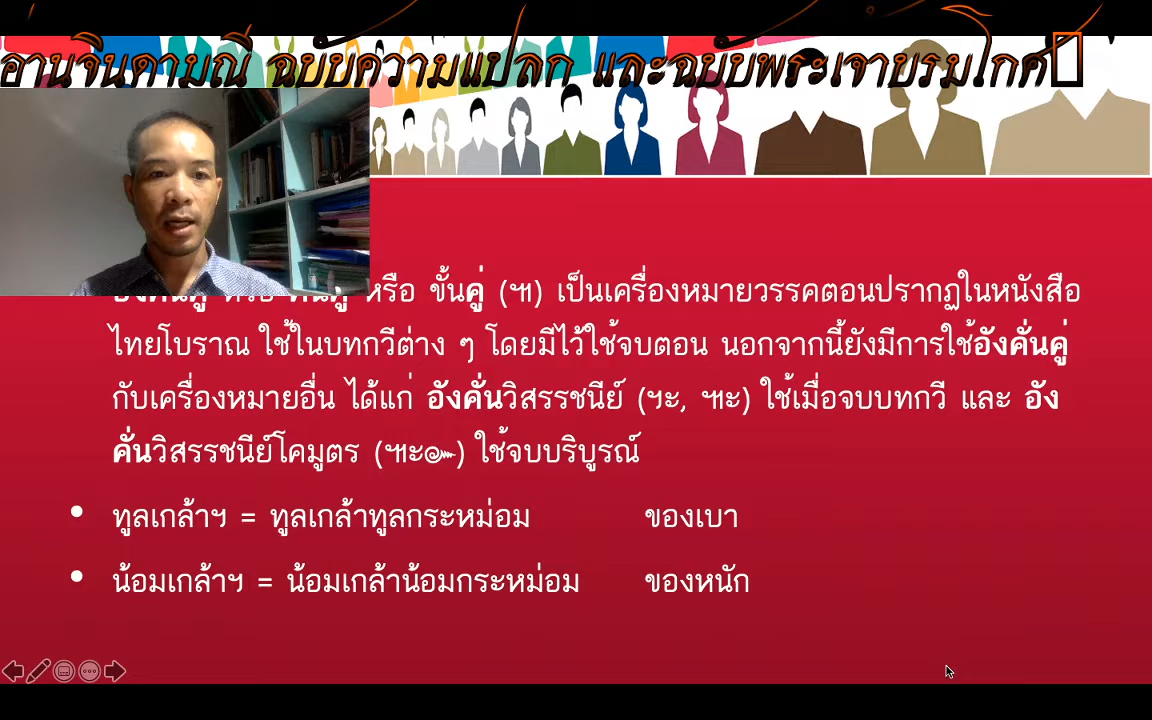 อานจินดามณี ฉบับความแปลก และฉบับพระเจาบรมโกศ
หรือ ขั้นคู่ (๚) เป็นเครื่องหมายวรรคตอนปรากฏในหนังสือ
ไทยโบราณ ใช้ในบทกวีต่าง ๆ โดยมีไว้ใช้จบตอน นอกจากนี้ยังมีการใช้อังคั่นคู่
กับเครื่องหมายอื่น ได้แก่ อังคั่นวิสรรชนีย์ (ฯะ, ๚ะ) ใช้เมื่อจบบทกวี และ อัง
คั่นวิสรรชนีย์โคมูตร (๚ะ๛) ใช้จบบริบูรณ์
• ทูลเกล้าฯ = ทูลเกล้าทูลกระหม่อม ของเบา
• น้อมเกล้าฯ = น้อมเกล้าน้อมกระหม่อม ของหนัก